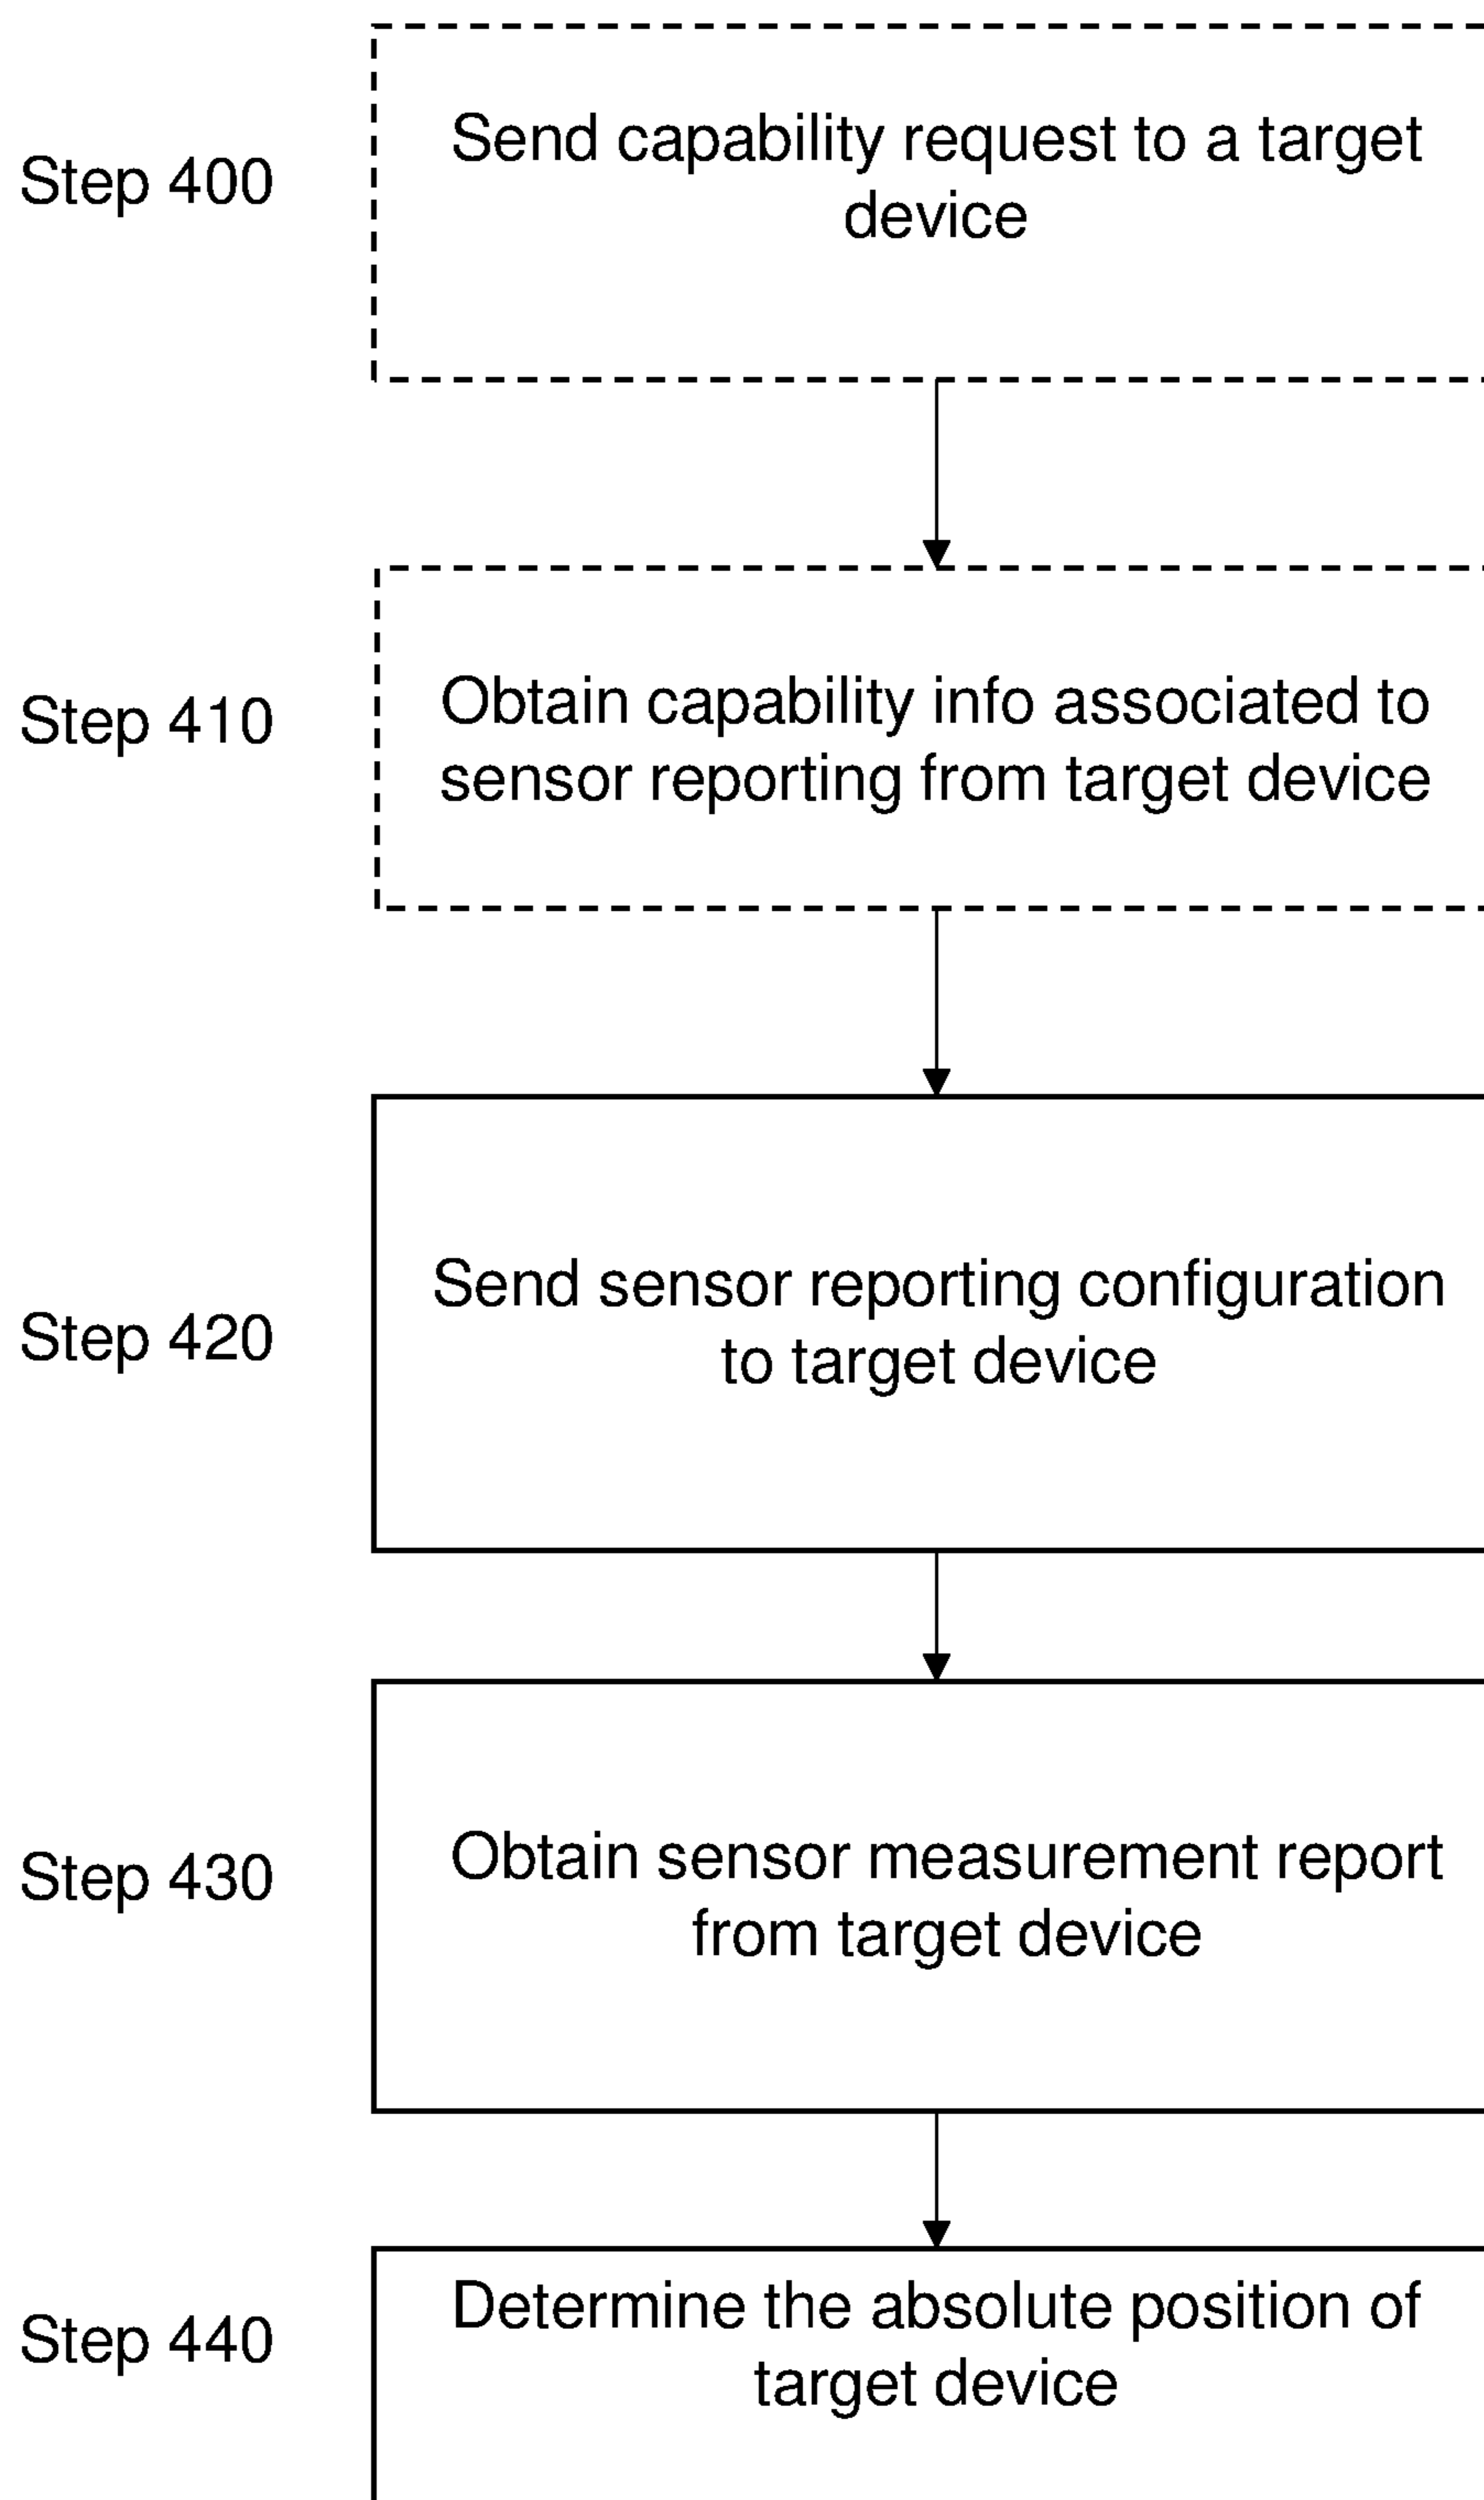 Step 400
Send capability request to a target
device
Step 410
Obtain capability info associated to
sensor reporting from target device
Step 420
Send sensor reporting configuration
to target device
Step 430
Obtain sensor measurement report
from target device
Step 440
Determine the absolute position of
target device